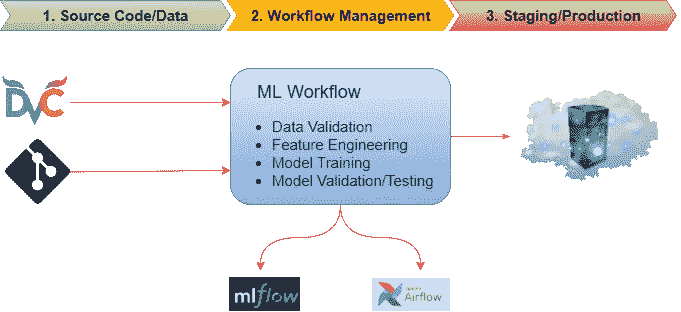 1. Source Code/Data
2. Workflow Management
3. Staging/Production
DVC
ML Workflow
• Data Validation
• Feature Engineering
• Model Training
• Model Validation/Testing
mlflow
Airflow